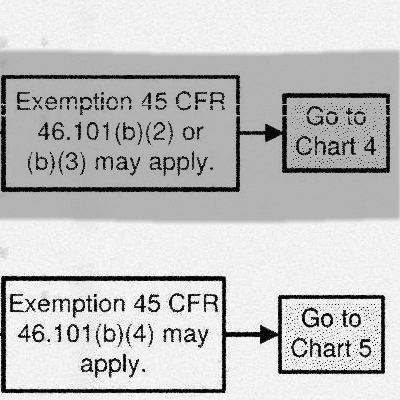 Exemption 45 CFR
46.101(b)(2) or
(b)(3) may apply.
Go to
Chart 4
Exemption 45 CFR
46.101(b)(4) may
apply.
Go to
Chart 5